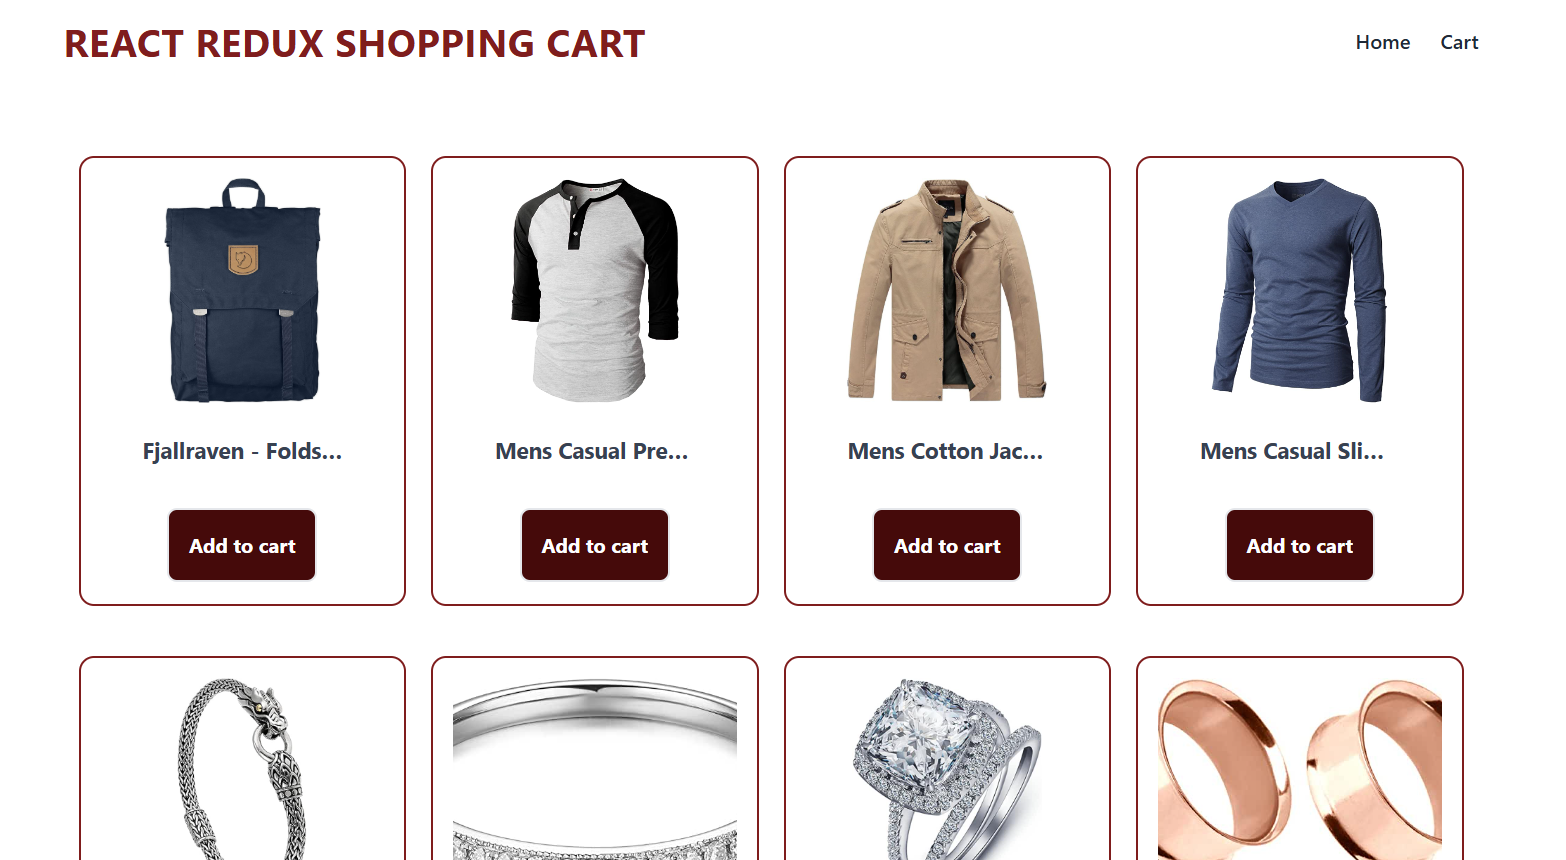 REACT REDUX SHOPPING CART
Home Cart
Fjallraven - Folds...
Mens Casual Pre...
Mens Cotton Jac...
Mens Casual Sli...
Add to cart
Add to cart
Add to cart
Add to cart